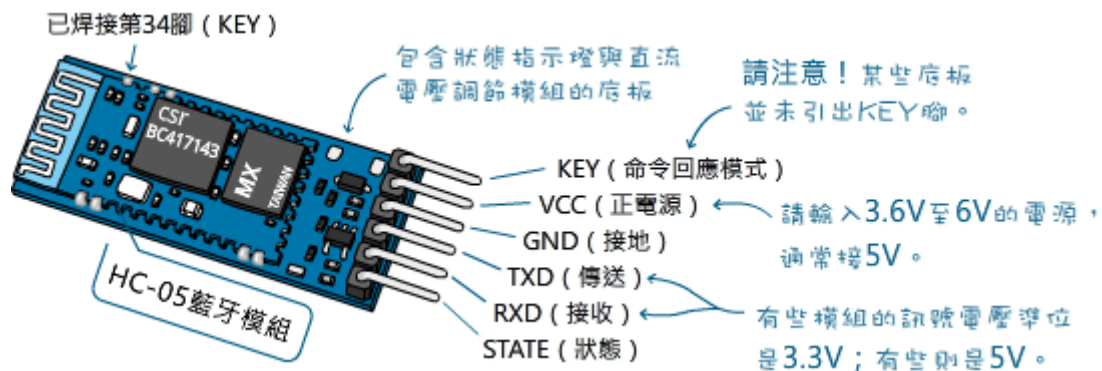 已焊接第34腳（KEY）
包含狀態指示燈與直流
電壓調節模組的底板
請注意！某些底板
並未引出KEY腳。
CSr
BC417143
MX
TAIWAN
KEY（命令回應模式）
VCC（正電源）
請輸入3.6V至6V的電源，
通常接5V。
GND（接地）
TXD（傳送）
RXD（接收）
有些模組的訊號電壓準位
是3.3V；有些則是5V。
STATE（狀態）
HC-05藍牙模組